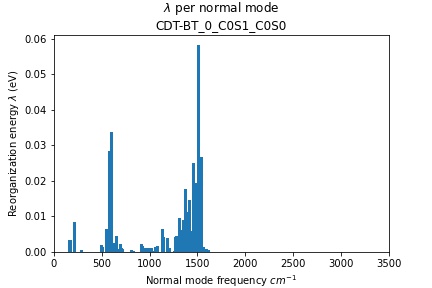 λ per normal mode
CDT-BT_0_C0S1_C0S0
Reorganization energy λ (eV)
0.06
0.05
0.04
0.03
0.02
0.01
0.00
0 500 1000 1500 2000 2500 3000 3500
Normal mode frequency cm⁻¹